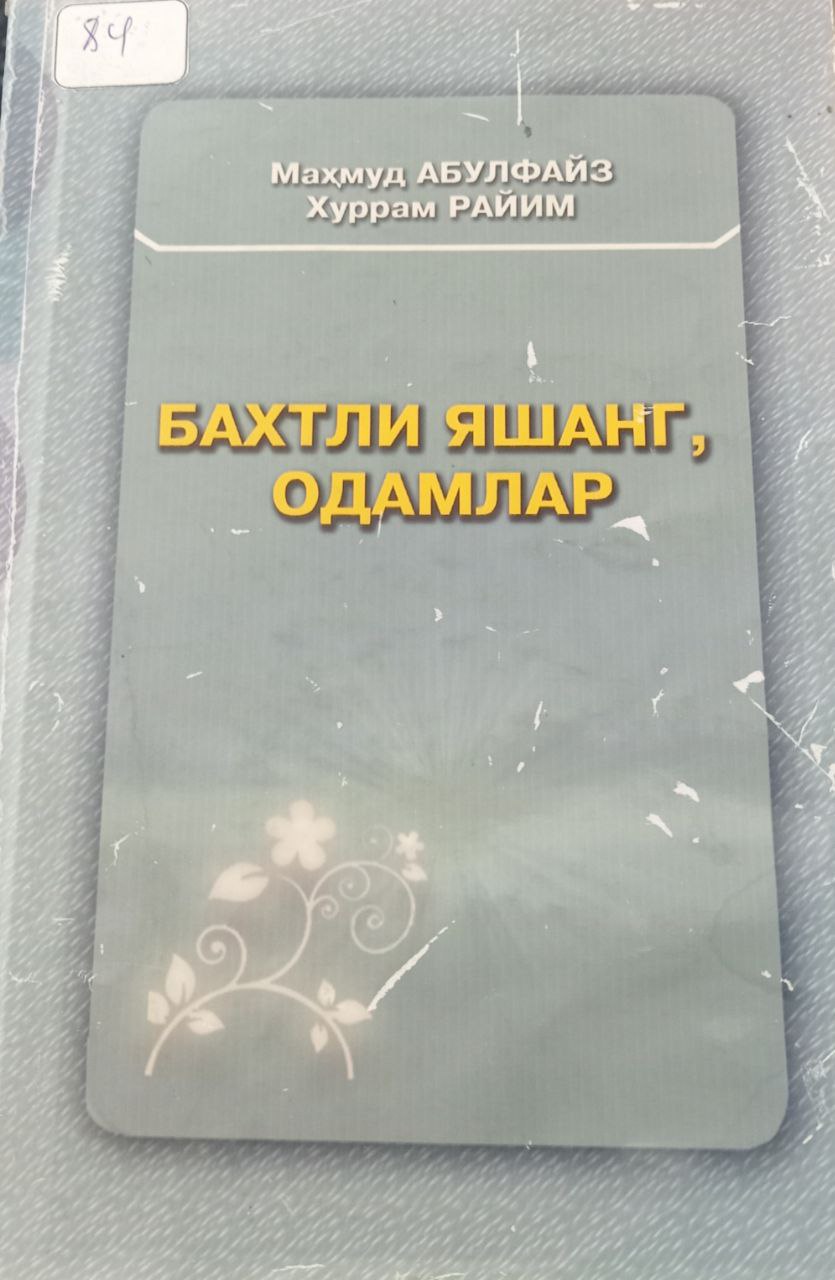 84
Маҳмуд АБУЛФАЙЗ
Хуррам РАЙИМ
БАХТЛИ ЯШАНГ,
ОДАМЛАР